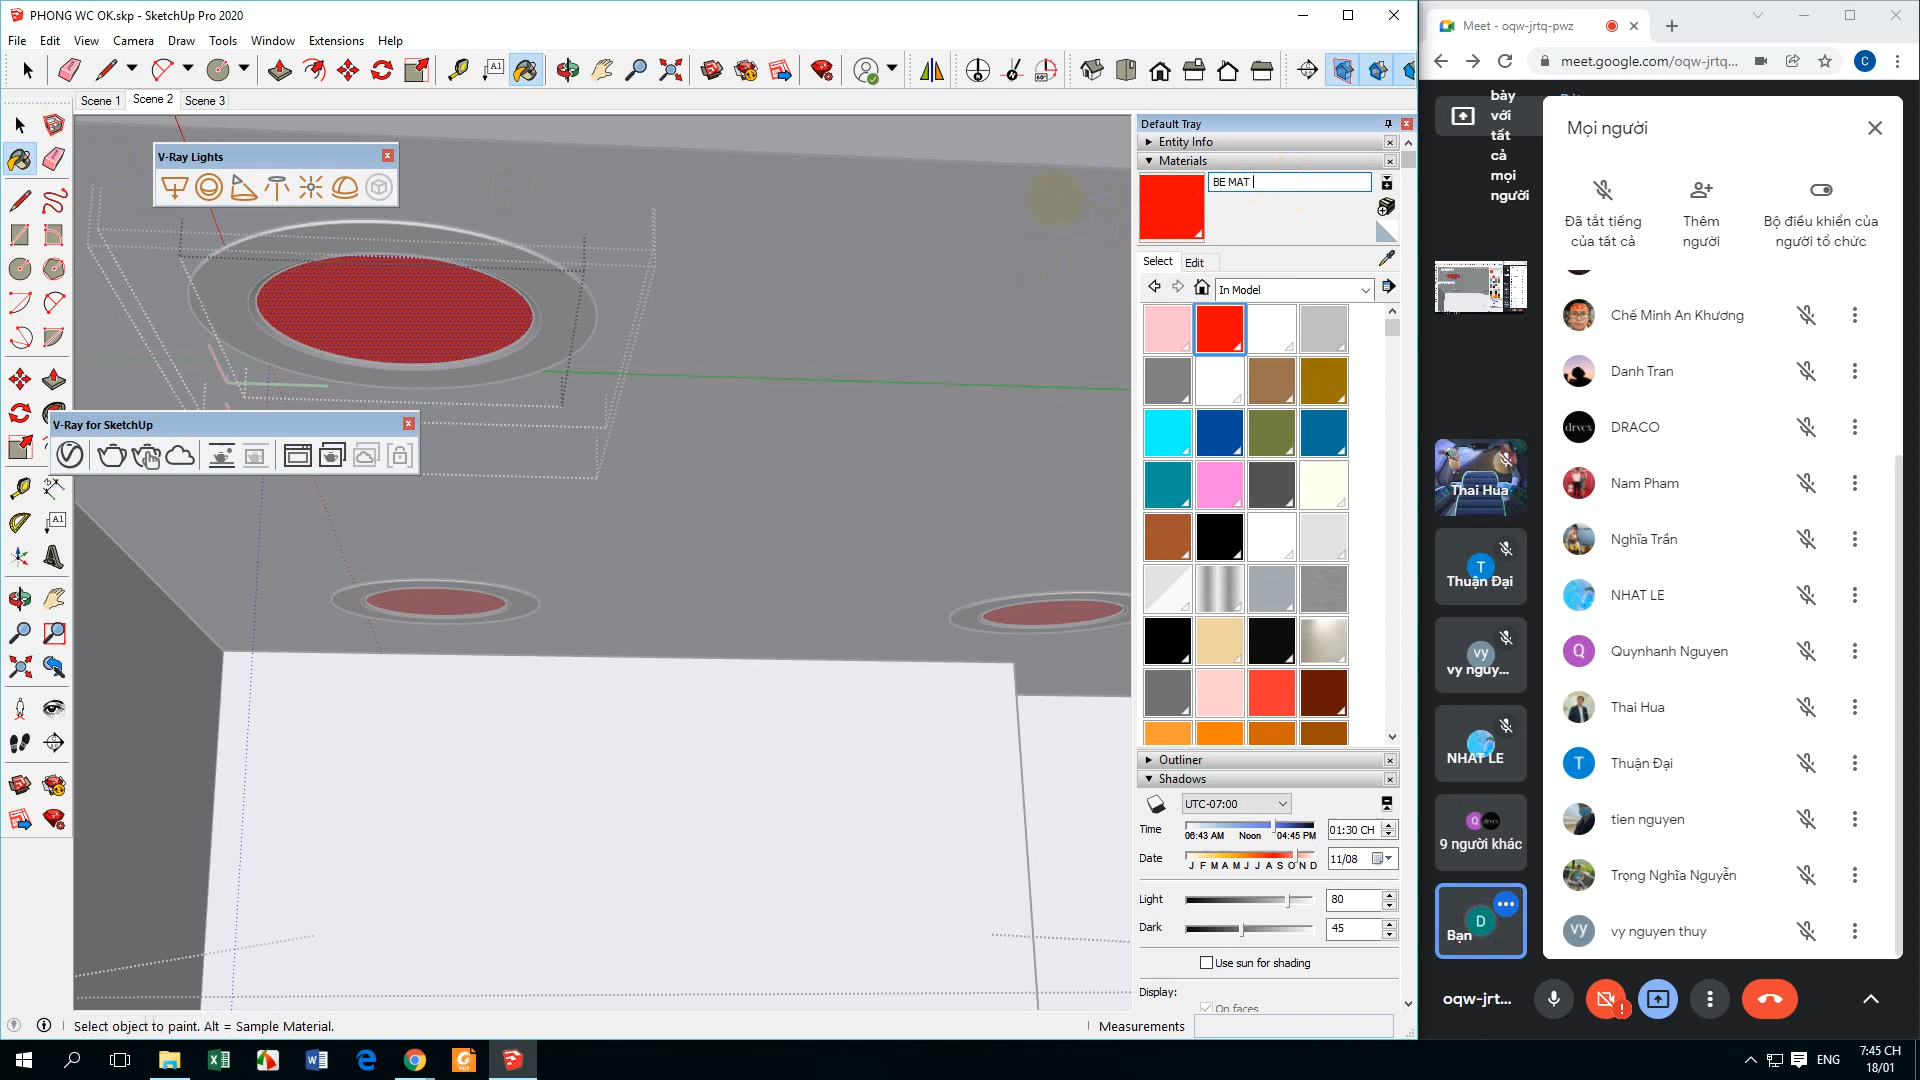 PHONG WC OK.skp - SketchUp Pro 2020
File Edit View Camera Draw Tools Window Extensions Help
Scene 1 Scene 2 Scene 3
V-Ray Lights
V-Ray for SketchUp
Default Tray
Entity Info
Materials
BE MAT
Select Edit
In Model
Outliner
Shadows
UTC-07:00
Time
06:43 AM Noon 04:45 PM
01:30 CH
Date
J F M A M J J A S O N D
11/08
Light
80
Dark
45
Use sun for shading
Display:
On faces
Select object to paint. Alt = Sample Material.
Measurements
Meet - oqw-jrtq-pwz
meet.google.com/oqw-jrtq...
C
bày
với
tất
cả
mọi
người
Thai Hua
T
Thuận Đại
vy
vy nguy...
NHAT LE
Q drvcx
9 người khác
D
Bạn
Mọi người
Đã tắt tiếng
của tất cả
Thêm
người
Bộ điều khiển của
người tổ chức
Chế Minh An Khương
Danh Tran
drvcx
DRACO
Nam Pham
Nghĩa Trần
NHAT LE
Q
Quynhanh Nguyen
Thai Hua
T
Thuận Đại
tien nguyen
Trọng Nghĩa Nguyễn
vy
vy nguyen thuy
oqw-jrt...
ENG
7:45 CH
18/01